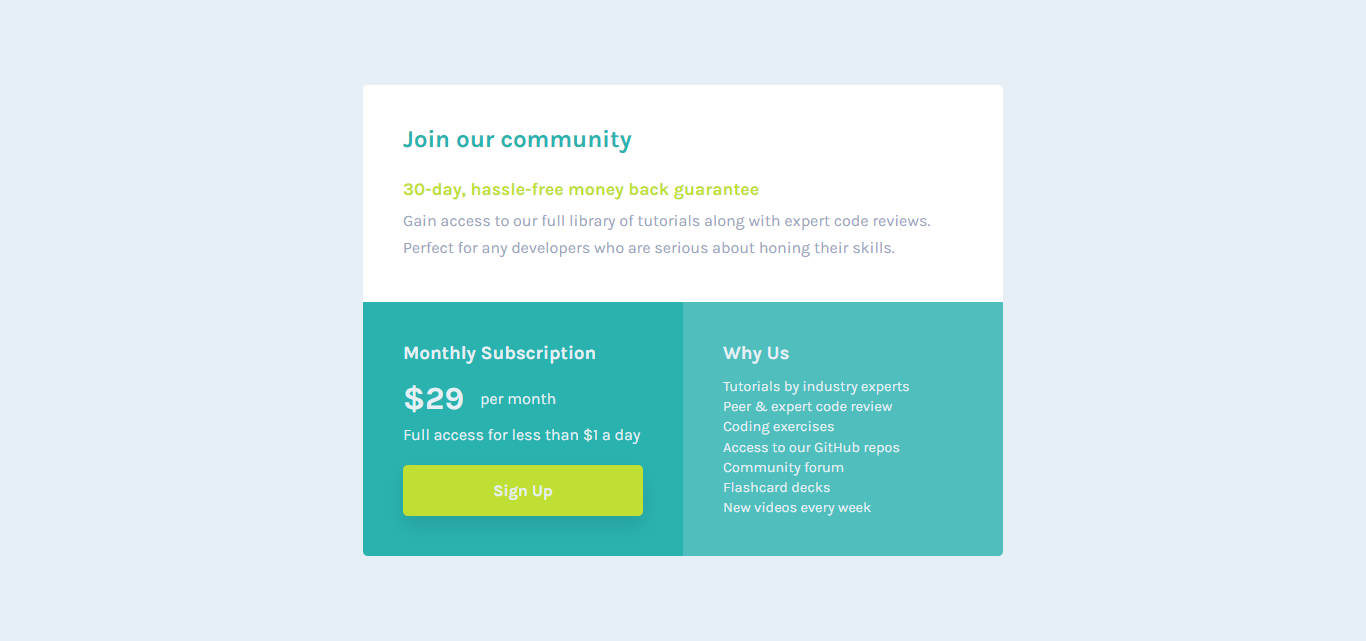 Join our community
30-day, hassle-free money back guarantee
Gain access to our full library of tutorials along with expert code reviews.
Perfect for any developers who are serious about honing their skills.
Monthly Subscription
$29 per month
Full access for less than $1 a day
Sign Up
Why Us
Tutorials by industry experts
Peer & expert code review
Coding exercises
Access to our GitHub repos
Community forum
Flashcard decks
New videos every week